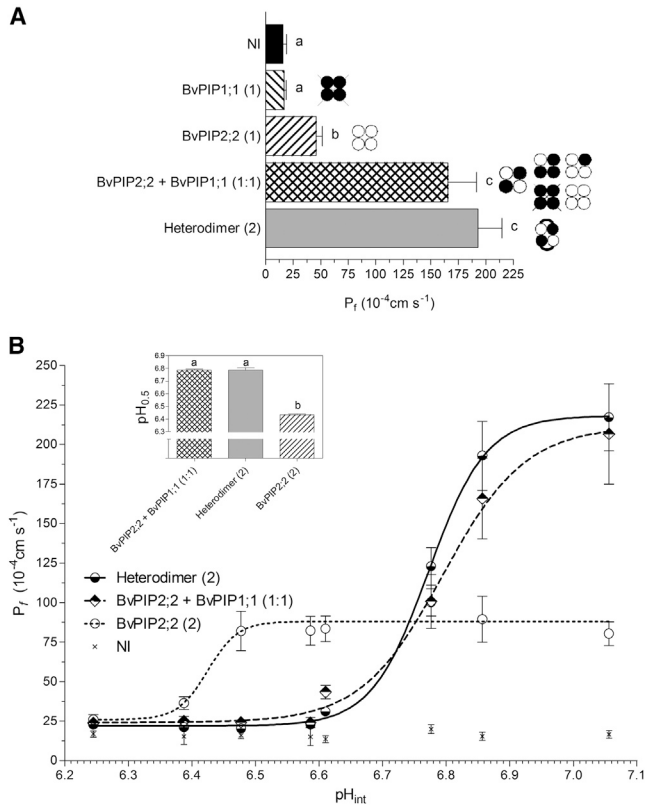 A
NI
a
BvPIP1;1 (1)
a
BvPIP2;2 (1)
b
BvPIP2;2 + BvPIP1;1 (1:1)
c
Heterodimer (2)
c
0 25 50 75 100 125 150 175 200 225
Pf (10-4cm s-1)
B
250
225
200
175
150
125
100
75
50
25
0
Pf (10-4cm s-1)
6.9
6.8
6.7
6.6
6.5
6.4
6.3
pH0.5
a a b
BvPIP2;2 + BvPIP1;1 (1:1)
Heterodimer (2)
BvPIP2;2 (2)
Heterodimer (2)
BvPIP2;2 + BvPIP1;1 (1:1)
BvPIP2;2 (2)
NI
6.2 6.3 6.4 6.5 6.6 6.7 6.8 6.9 7.0 7.1
pHint